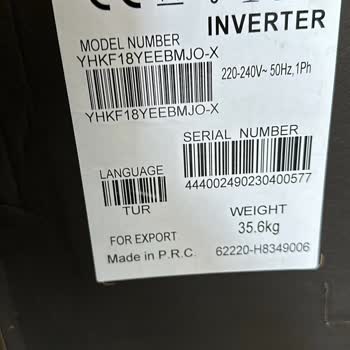 INVERTER
MODEL NUMBER
YHKF18YEEBMJO-X
220-240V~ 50Hz,1Ph
YHKF18YEEBMJO-X
SERIAL NUMBER
444002490230400577
LANGUAGE
TUR
WEIGHT
35.6kg
FOR EXPORT
Made in P.R.C.
62220-H8349006